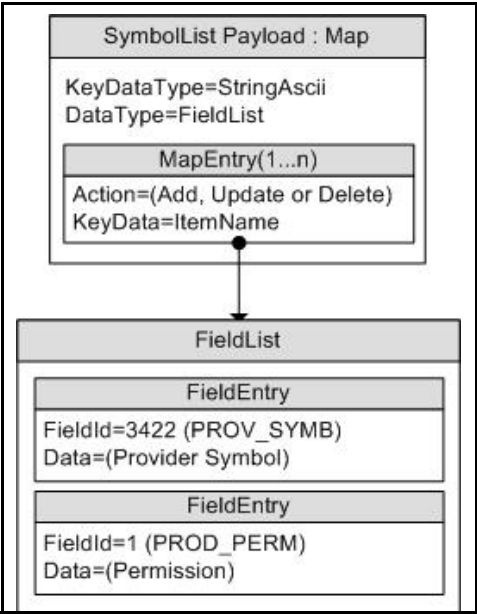 SymbolList Payload : Map
KeyDataType=StringAscii
DataType=FieldList
MapEntry(1...n)
Action=(Add, Update or Delete)
KeyData=ItemName
FieldList
FieldEntry
FieldId=3422 (PROV_SYMB)
Data=(Provider Symbol)
FieldEntry
FieldId=1 (PROD_PERM)
Data=(Permission)